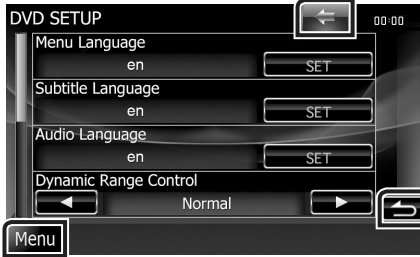 DVD SETUP
00:00
Menu Language
en
SET
Subtitle Language
en
SET
Audio Language
en
SET
Dynamic Range Control
Normal
Menu